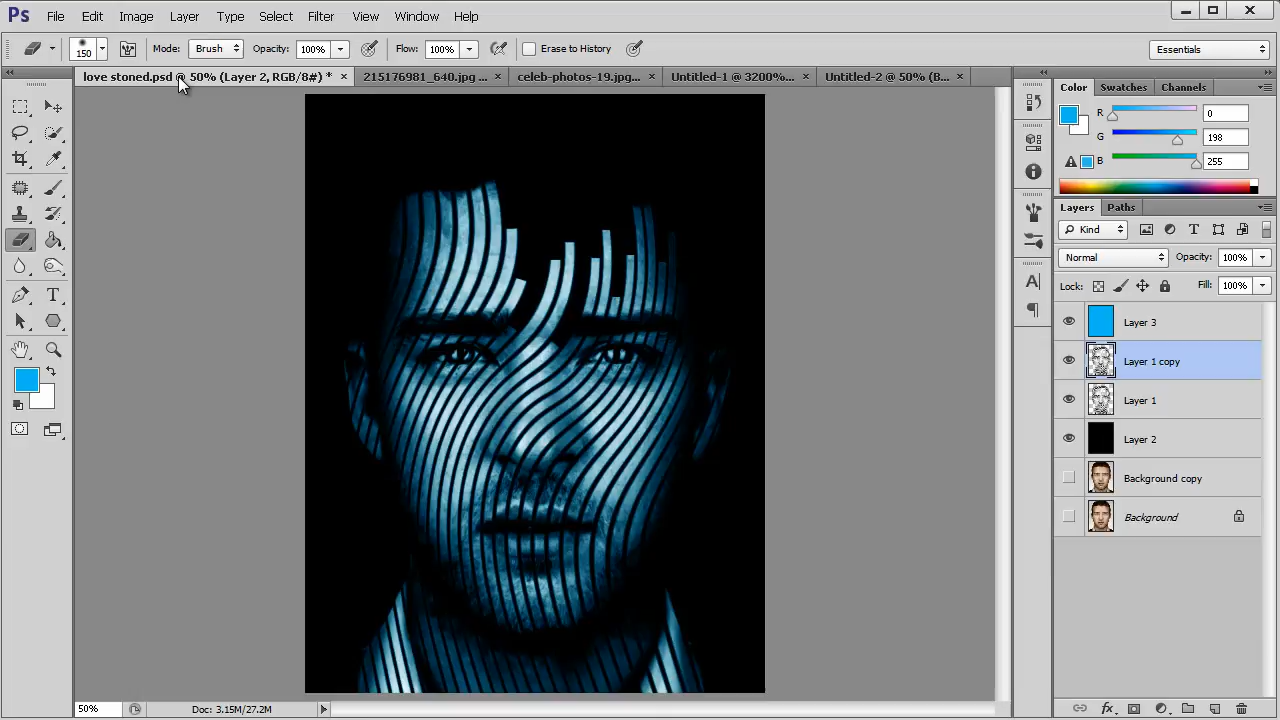 Ps File Edit Image Layer Type Select Filter View Window Help
150 Mode: Brush Opacity: 100% Flow: 100% Erase to History Essentials
love stoned.psd @ 50% (Layer 2, RGB/8#) * × 215176981_640.jpg ... × celeb-photos-19.jpg... × Untitled-1 @ 3200%... × Untitled-2 @ 50% (B... ×
Color Swatches Channels
R 0
G 198
B 255
Layers Paths
Kind
Normal Opacity: 100%
Lock: Fill: 100%
Layer 3
Layer 1 copy
Layer 1
Layer 2
Background copy
Background
50% Doc: 3.15M/27.2M